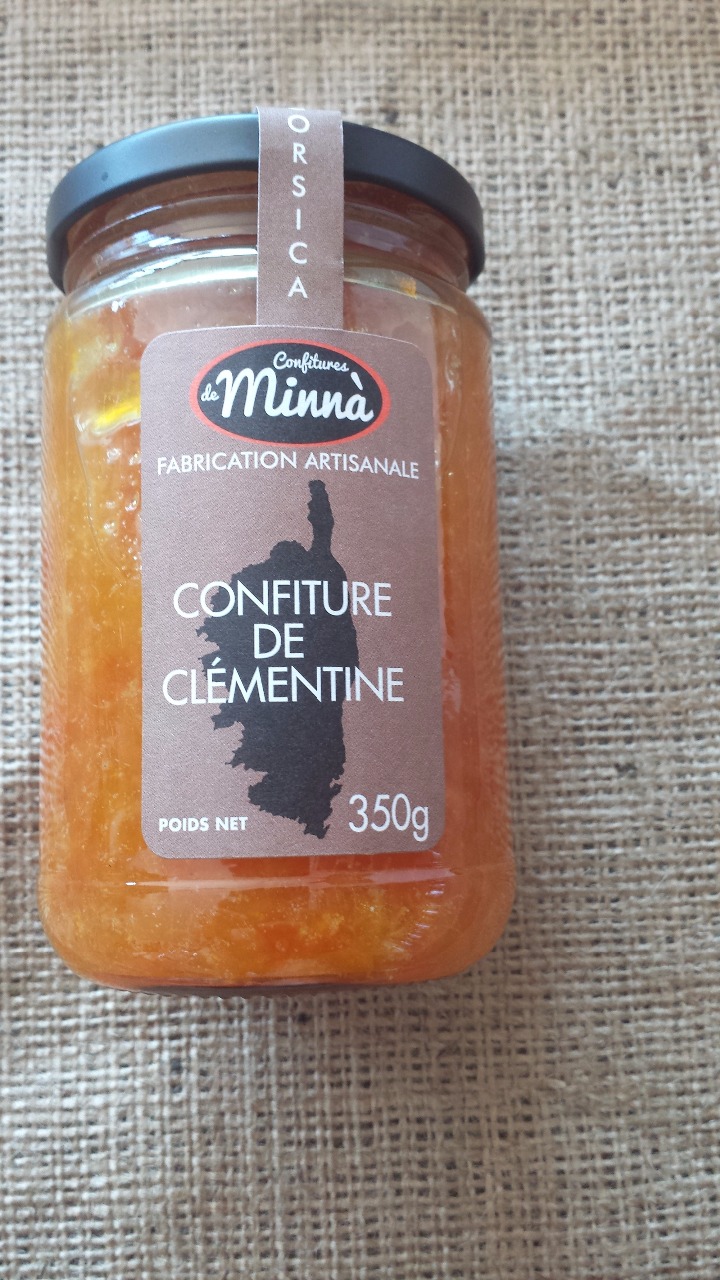 ORSICA
Confitures
de Minnà
FABRICATION ARTISANALE
CONFITURE
DE
CLÉMENTINE
POIDS NET 350g